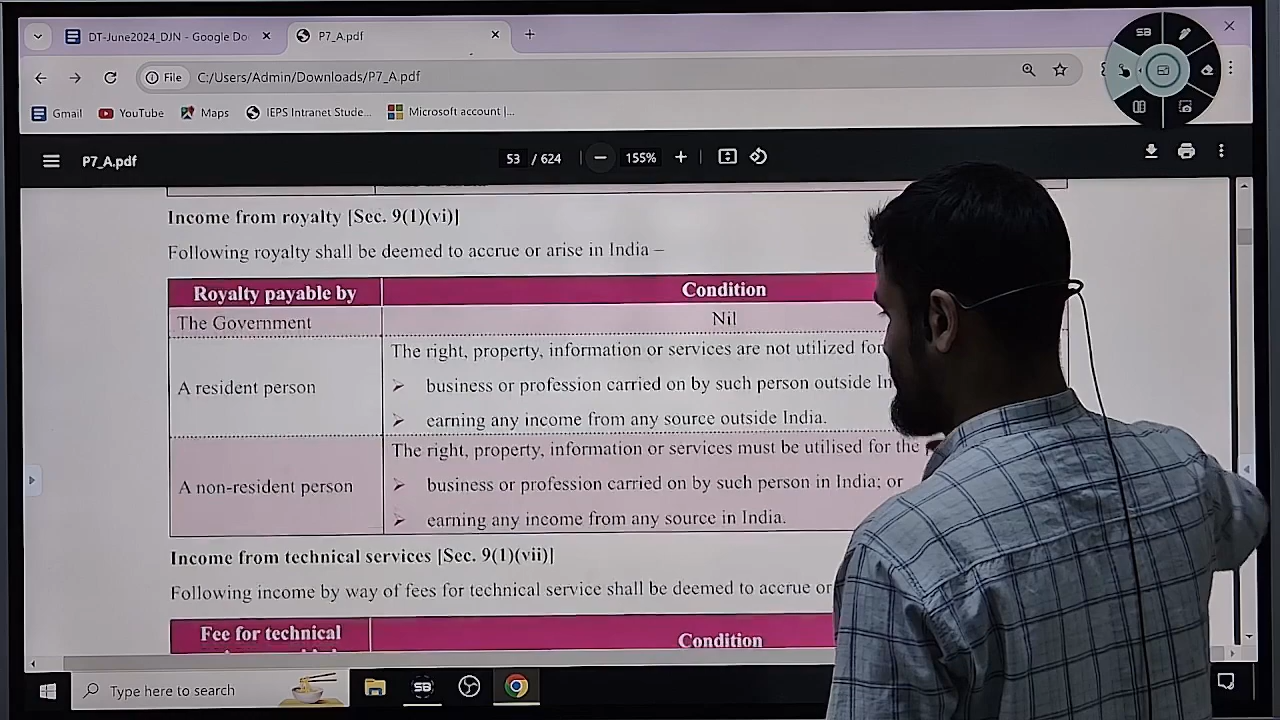 DT-June2024_DJN - Google Do
P7_A.pdf
File
C:/Users/Admin/Downloads/P7_A.pdf
SB
Gmail
YouTube
Maps
IEPS Intranet Stude...
Microsoft account |...
P7_A.pdf
53 / 624
155%
Income from royalty [Sec. 9(1)(vi)]
Following royalty shall be deemed to accrue or arise in India –
Royalty payable by
Condition
The Government
Nil
A resident person
The right, property, information or services are not utilized for
business or profession carried on by such person outside In
earning any income from any source outside India.
A non-resident person
The right, property, information or services must be utilised for the
business or profession carried on by such person in India; or
earning any income from any source in India.
Income from technical services [Sec. 9(1)(vii)]
Following income by way of fees for technical service shall be deemed to accrue or
Fee for technical
Condition
Type here to search
SB